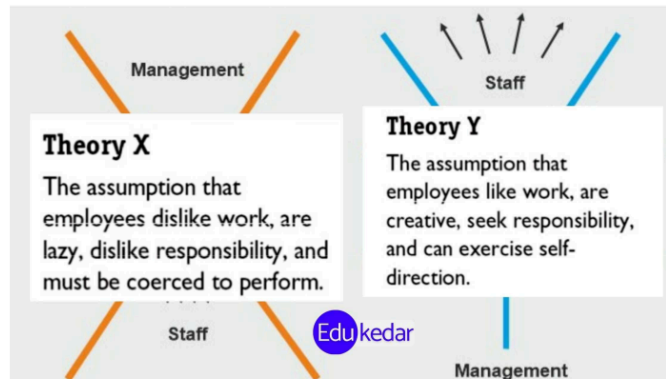 Management
Theory X
The assumption that
employees dislike work, are
lazy, dislike responsibility, and
must be coerced to perform.
Staff
Staff
Theory Y
The assumption that
employees like work, are
creative, seek responsibility,
and can exercise self-
direction.
Edukedar
Management